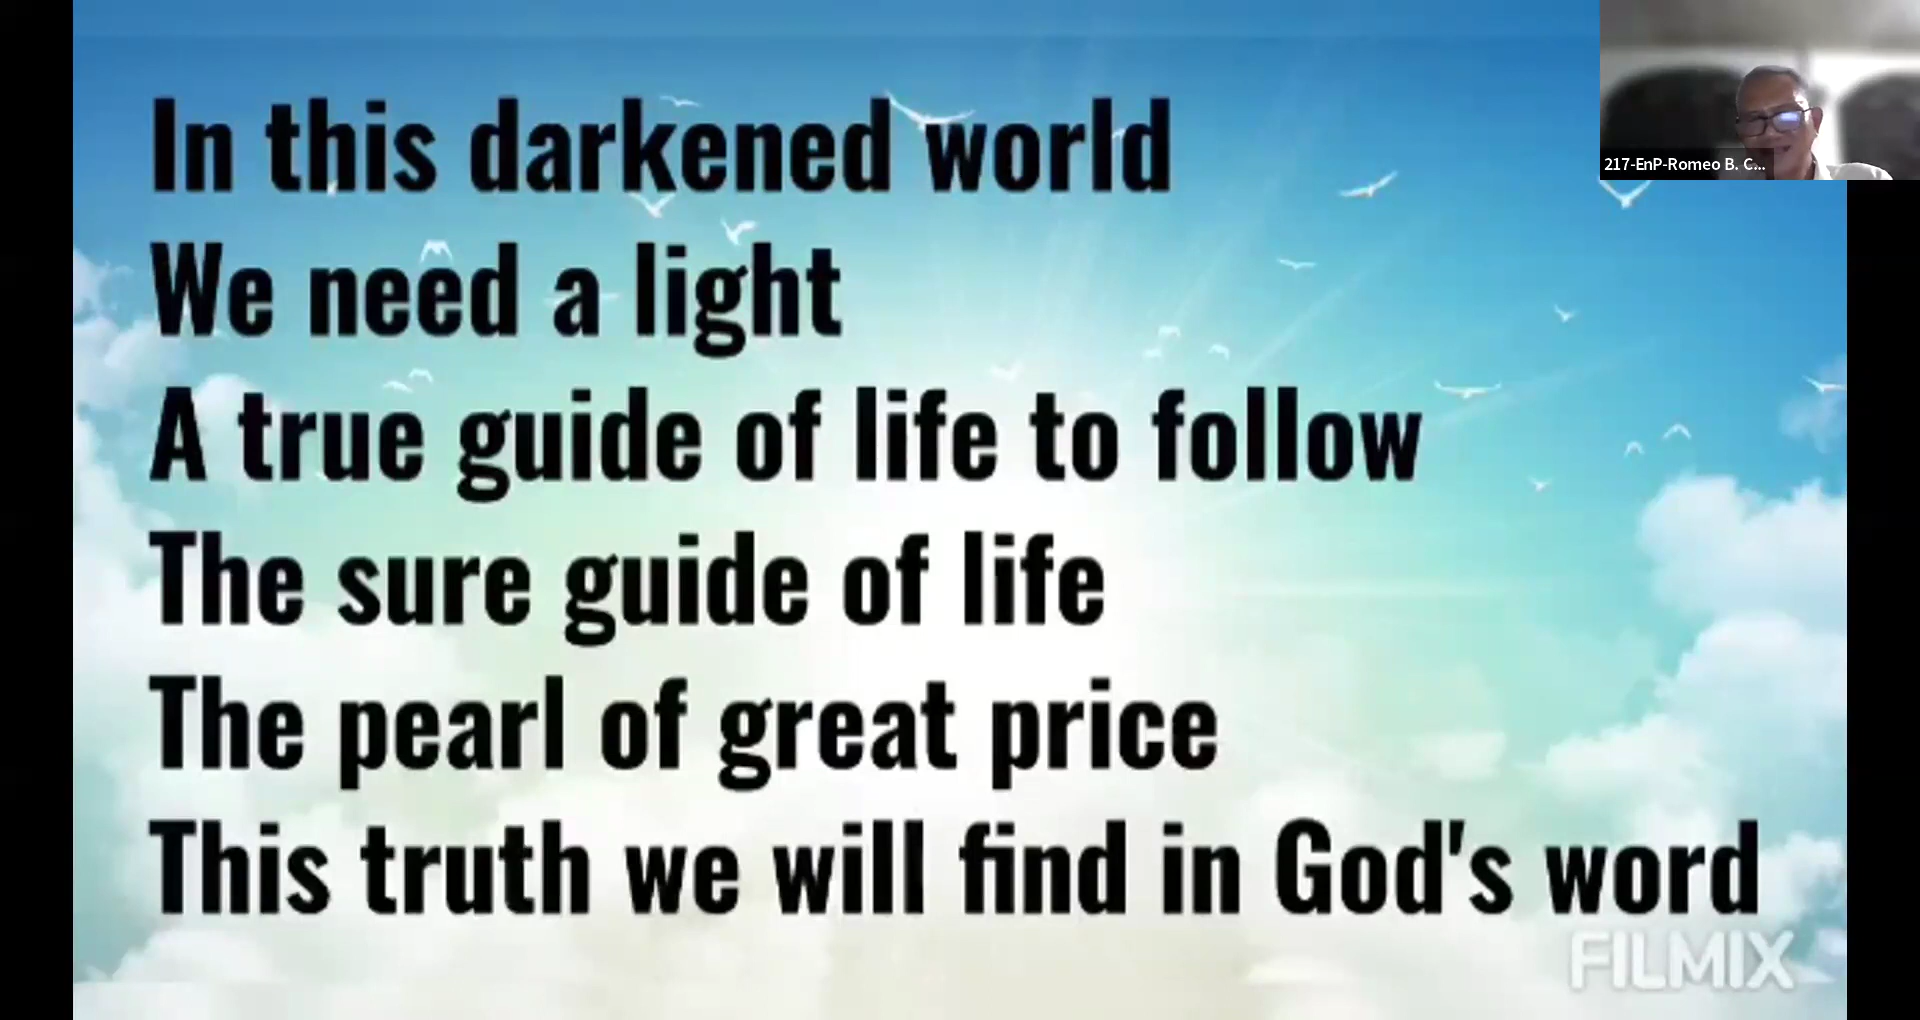 In this darkened world
We need a light
A true guide of life to follow
The sure guide of life
The pearl of great price
This truth we will find in God's word
217-EnP-Romeo B. C...
FILMIX